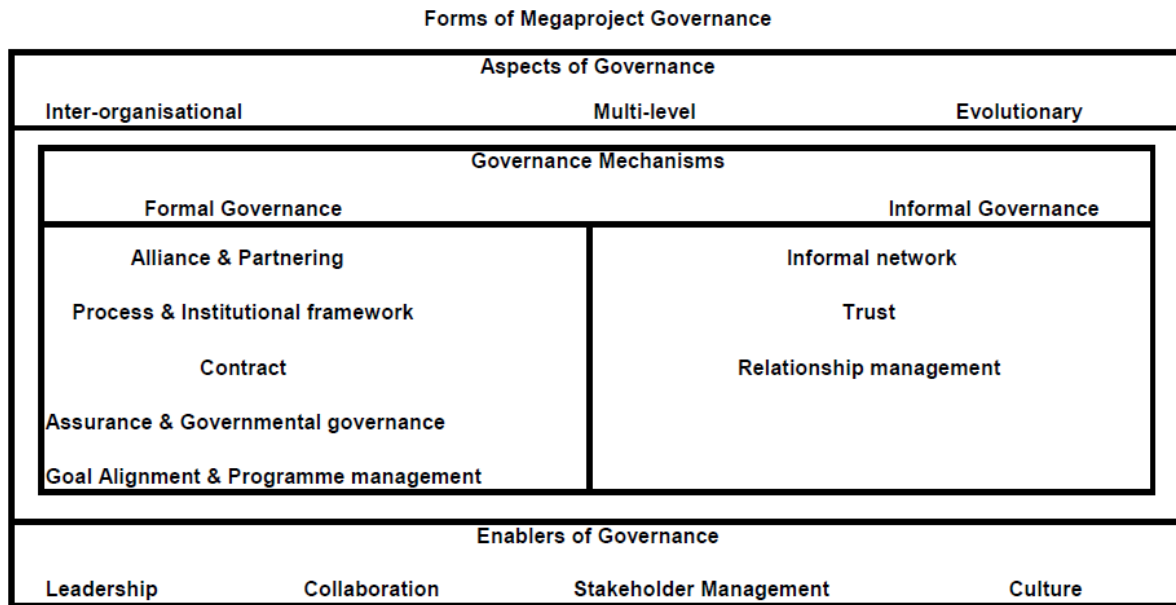 Forms of Megaproject Governance
Aspects of Governance
Inter-organisational Multi-level Evolutionary
Governance Mechanisms
Formal Governance Informal Governance
Alliance & Partnering Informal network
Process & Institutional framework Trust
Contract Relationship management
Assurance & Governmental governance
Goal Alignment & Programme management
Enablers of Governance
Leadership Collaboration Stakeholder Management Culture